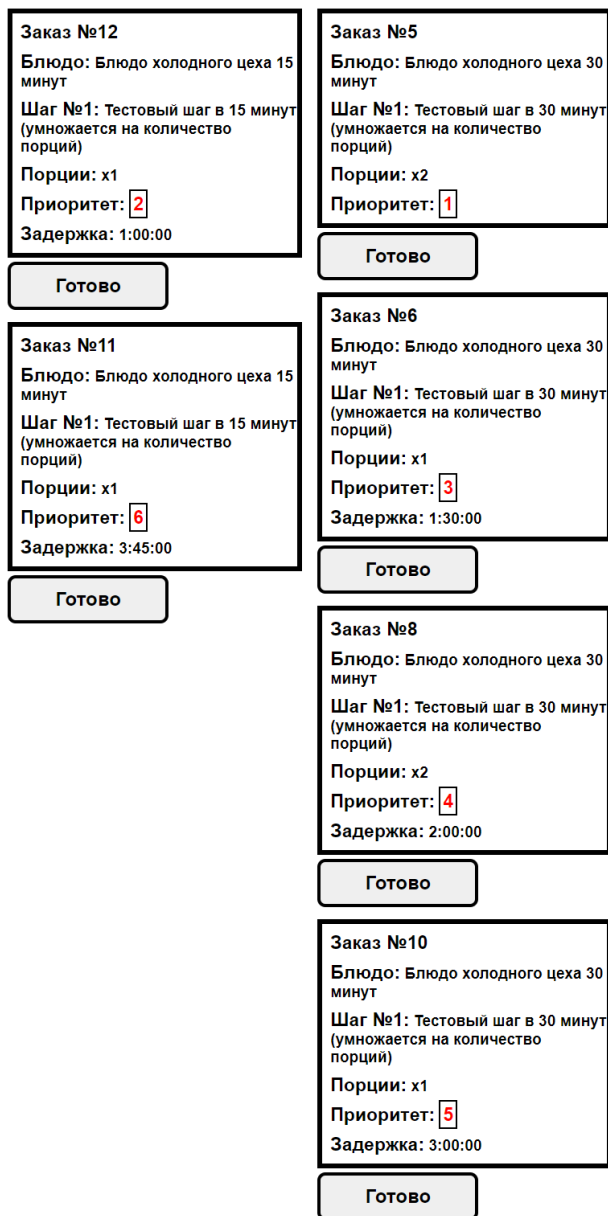 Заказ №12
Блюдо: Блюдо холодного цеха 15
минут
Шаг №1: Тестовый шаг в 15 минут
(умножается на количество
порций)
Порции: x1
Приоритет: 2
Задержка: 1:00:00
Готово
Заказ №11
Блюдо: Блюдо холодного цеха 15
минут
Шаг №1: Тестовый шаг в 15 минут
(умножается на количество
порций)
Порции: x1
Приоритет: 6
Задержка: 3:45:00
Готово
Заказ №5
Блюдо: Блюдо холодного цеха 30
минут
Шаг №1: Тестовый шаг в 30 минут
(умножается на количество
порций)
Порции: x2
Приоритет: 1
Готово
Заказ №6
Блюдо: Блюдо холодного цеха 30
минут
Шаг №1: Тестовый шаг в 30 минут
(умножается на количество
порций)
Порции: x1
Приоритет: 3
Задержка: 1:30:00
Готово
Заказ №8
Блюдо: Блюдо холодного цеха 30
минут
Шаг №1: Тестовый шаг в 30 минут
(умножается на количество
порций)
Порции: x2
Приоритет: 4
Задержка: 2:00:00
Готово
Заказ №10
Блюдо: Блюдо холодного цеха 30
минут
Шаг №1: Тестовый шаг в 30 минут
(умножается на количество
порций)
Порции: x1
Приоритет: 5
Задержка: 3:00:00
Готово